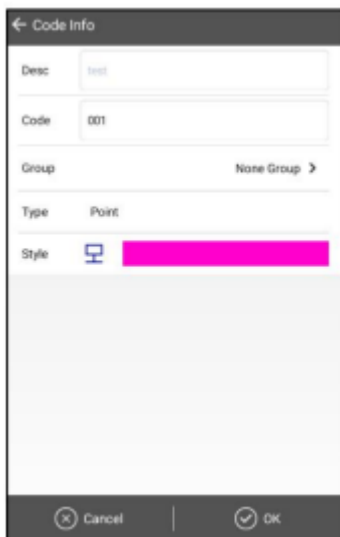 Code Info
Desc test
Code 001
Group None Group
Type Point
Style
Cancel OK